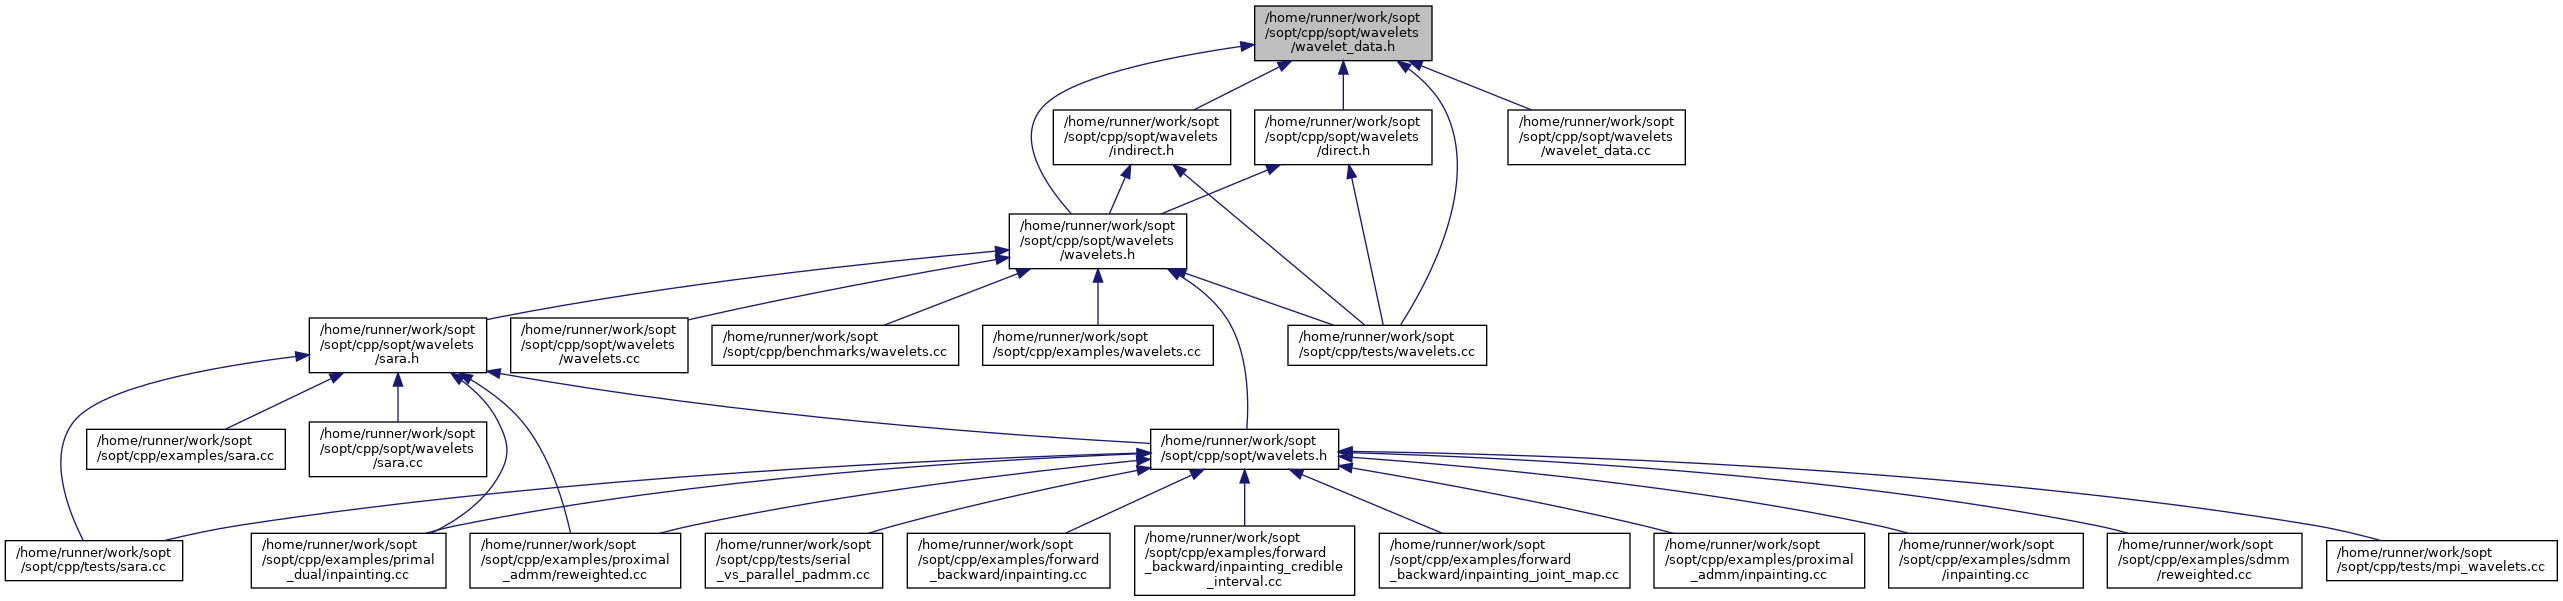 /home/runner/work/sopt
/sopt/cpp/sopt/wavelets
/wavelet_data.h
/home/runner/work/sopt
/sopt/cpp/sopt/wavelets
/indirect.h
/home/runner/work/sopt
/sopt/cpp/sopt/wavelets
/direct.h
/home/runner/work/sopt
/sopt/cpp/sopt/wavelets
/wavelet_data.cc
/home/runner/work/sopt
/sopt/cpp/sopt/wavelets
/wavelets.h
/home/runner/work/sopt
/sopt/cpp/sopt/wavelets
/sara.h
/home/runner/work/sopt
/sopt/cpp/sopt/wavelets
/wavelets.cc
/home/runner/work/sopt
/sopt/cpp/benchmarks/wavelets.cc
/home/runner/work/sopt
/sopt/cpp/examples/wavelets.cc
/home/runner/work/sopt
/sopt/cpp/tests/wavelets.cc
/home/runner/work/sopt
/sopt/cpp/examples/sara.cc
/home/runner/work/sopt
/sopt/cpp/sopt/wavelets
/sara.cc
/home/runner/work/sopt
/sopt/cpp/sopt/wavelets.h
/home/runner/work/sopt
/sopt/cpp/tests/sara.cc
/home/runner/work/sopt
/sopt/cpp/examples/primal
_dual/inpainting.cc
/home/runner/work/sopt
/sopt/cpp/examples/proximal
_admm/reweighted.cc
/home/runner/work/sopt
/sopt/cpp/tests/serial
_vs_parallel_padmm.cc
/home/runner/work/sopt
/sopt/cpp/examples/forward
_backward/inpainting.cc
/home/runner/work/sopt
/sopt/cpp/examples/forward
_backward/inpainting_credible
_interval.cc
/home/runner/work/sopt
/sopt/cpp/examples/forward
_backward/inpainting_joint_map.cc
/home/runner/work/sopt
/sopt/cpp/examples/proximal
_admm/inpainting.cc
/home/runner/work/sopt
/sopt/cpp/examples/sdmm
/inpainting.cc
/home/runner/work/sopt
/sopt/cpp/examples/sdmm
/reweighted.cc
/home/runner/work/sopt
/sopt/cpp/tests/mpi_wavelets.cc